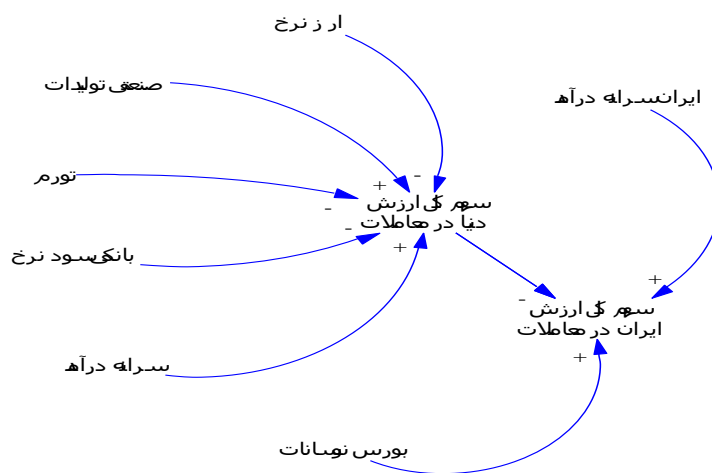 ارز نرخ
صنعتی تولیدات
ایران سرانه درآمد
تورم
-
+
سهم کل ارزش
دنیا در معاملات
-
-
+
بانکی سود نرخ
+
-
سهم کل ارزش
ایران در معاملات
+
سرانه درآمد
بورس نوسانات